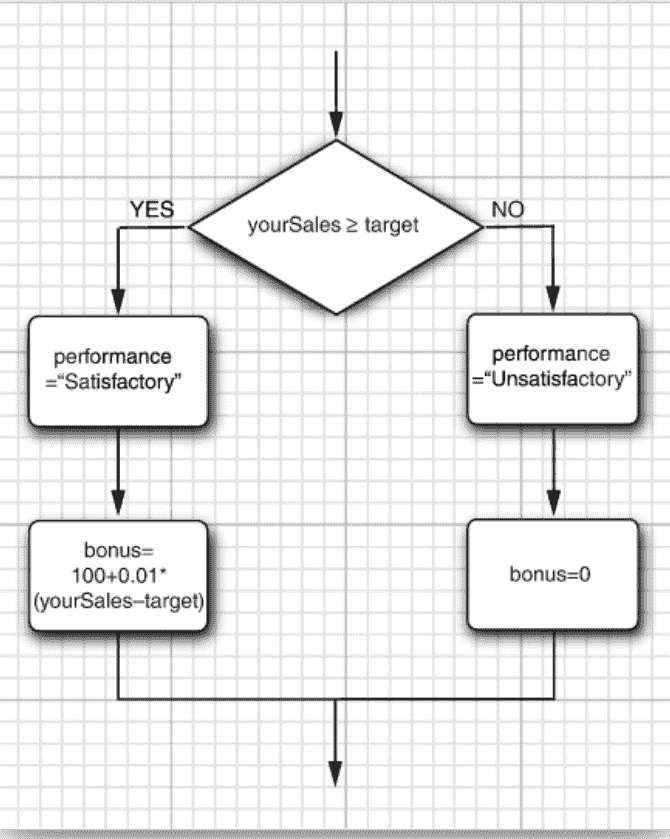 yourSales ≥ target
YES
NO
performance
="Satisfactory"
performance
="Unsatisfactory"
bonus=
100+0.01*
(yourSales–target)
bonus=0